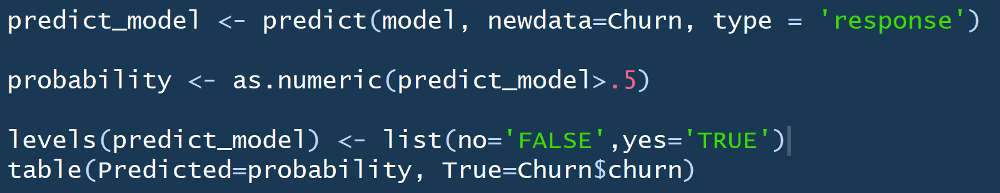 predict_model <- predict(model, newdata=Churn, type = 'response')
probability <- as.numeric(predict_model>.5)
levels(predict_model) <- list(no='FALSE',yes='TRUE')
table(Predicted=probability, True=Churn$churn)